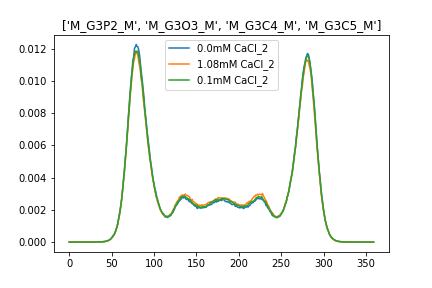 ['M_G3P2_M', 'M_G3O3_M', 'M_G3C4_M', 'M_G3C5_M']
0.012
0.010
0.008
0.006
0.004
0.002
0.000
0.0mM CaCl_2
1.08mM CaCl_2
0.1mM CaCl_2
0 50 100 150 200 250 300 350